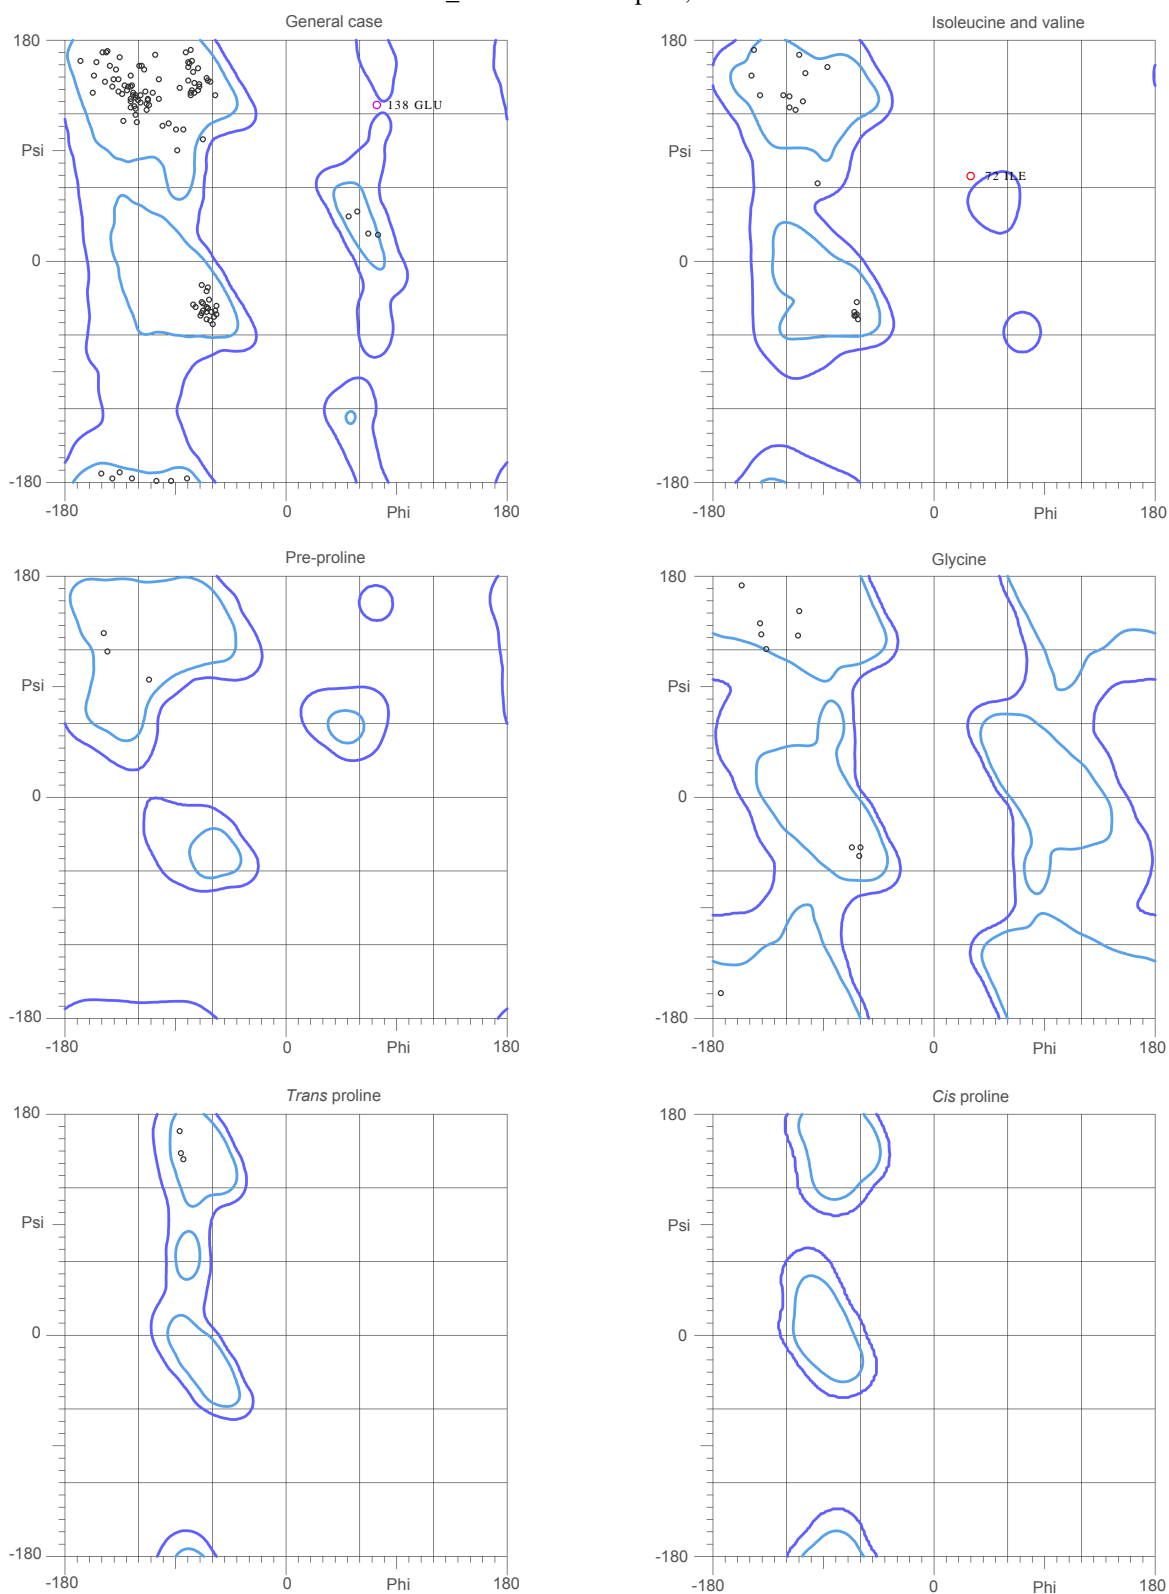 General case
Isoleucine and valine
180
138 GLU
Psi
0
-180
-180
0
Phi
180
180
72 ILE
Psi
0
-180
-180
0
Phi
180
Pre-proline
Glycine
180
Psi
0
-180
-180
0
Phi
180
180
Psi
0
-180
-180
0
Phi
180
Trans proline
Cis proline
180
Psi
0
-180
-180
0
Phi
180
180
Psi
0
-180
-180
0
Phi
180